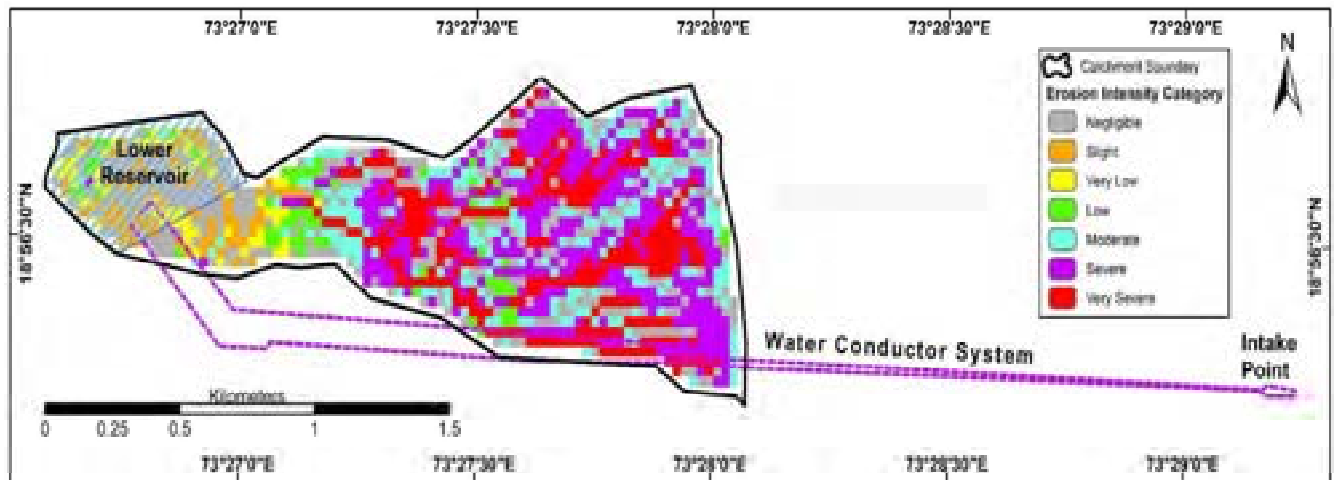 73°27'0"E 73°27'30"E 73°28'0"E 73°28'30"E 73°29'0"E
N
Catchment Boundary
Erosion Intensity Category
Negligible
Slight
Very Low
Low
Moderate
Severe
Very Severe
Lower
Reservoir
18°56'30"N
18°56'30"N
Water Conductor System
Intake
Point
Kilometers
0 0.25 0.5 1 1.5
73°27'0"E 73°27'30"E 73°28'0"E 73°28'30"E 73°29'0"E